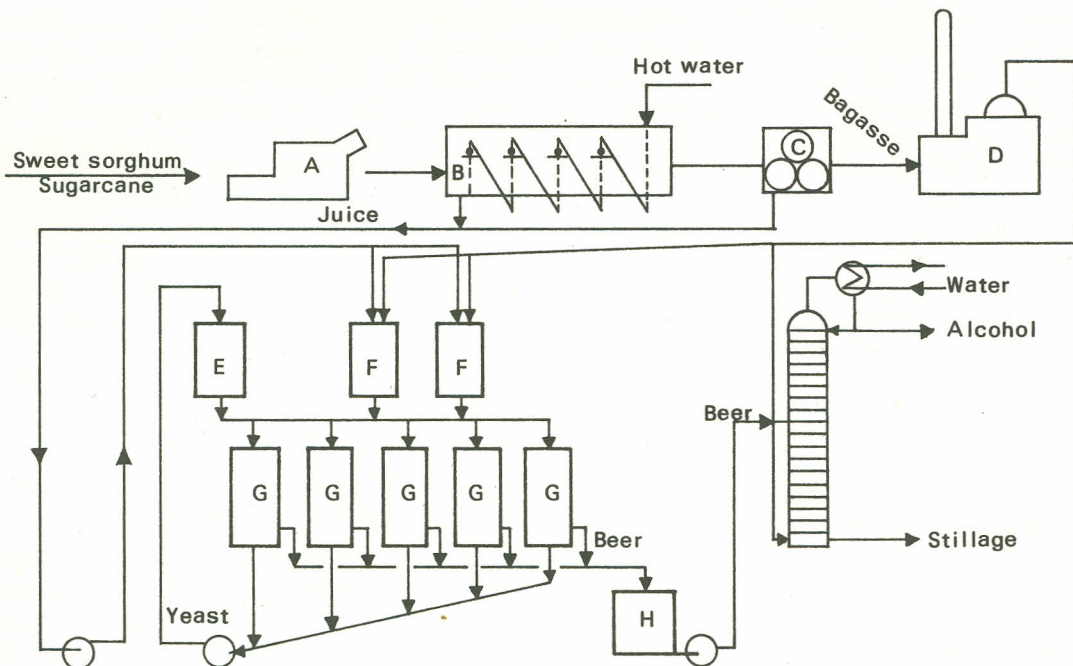 Hot water
Bagasse
Sweet sorghum
Sugarcane
A
B
C
D
Juice
Water
Alcohol
E
F
F
Beer
G
G
G
G
G
Beer
Stillage
Yeast
H